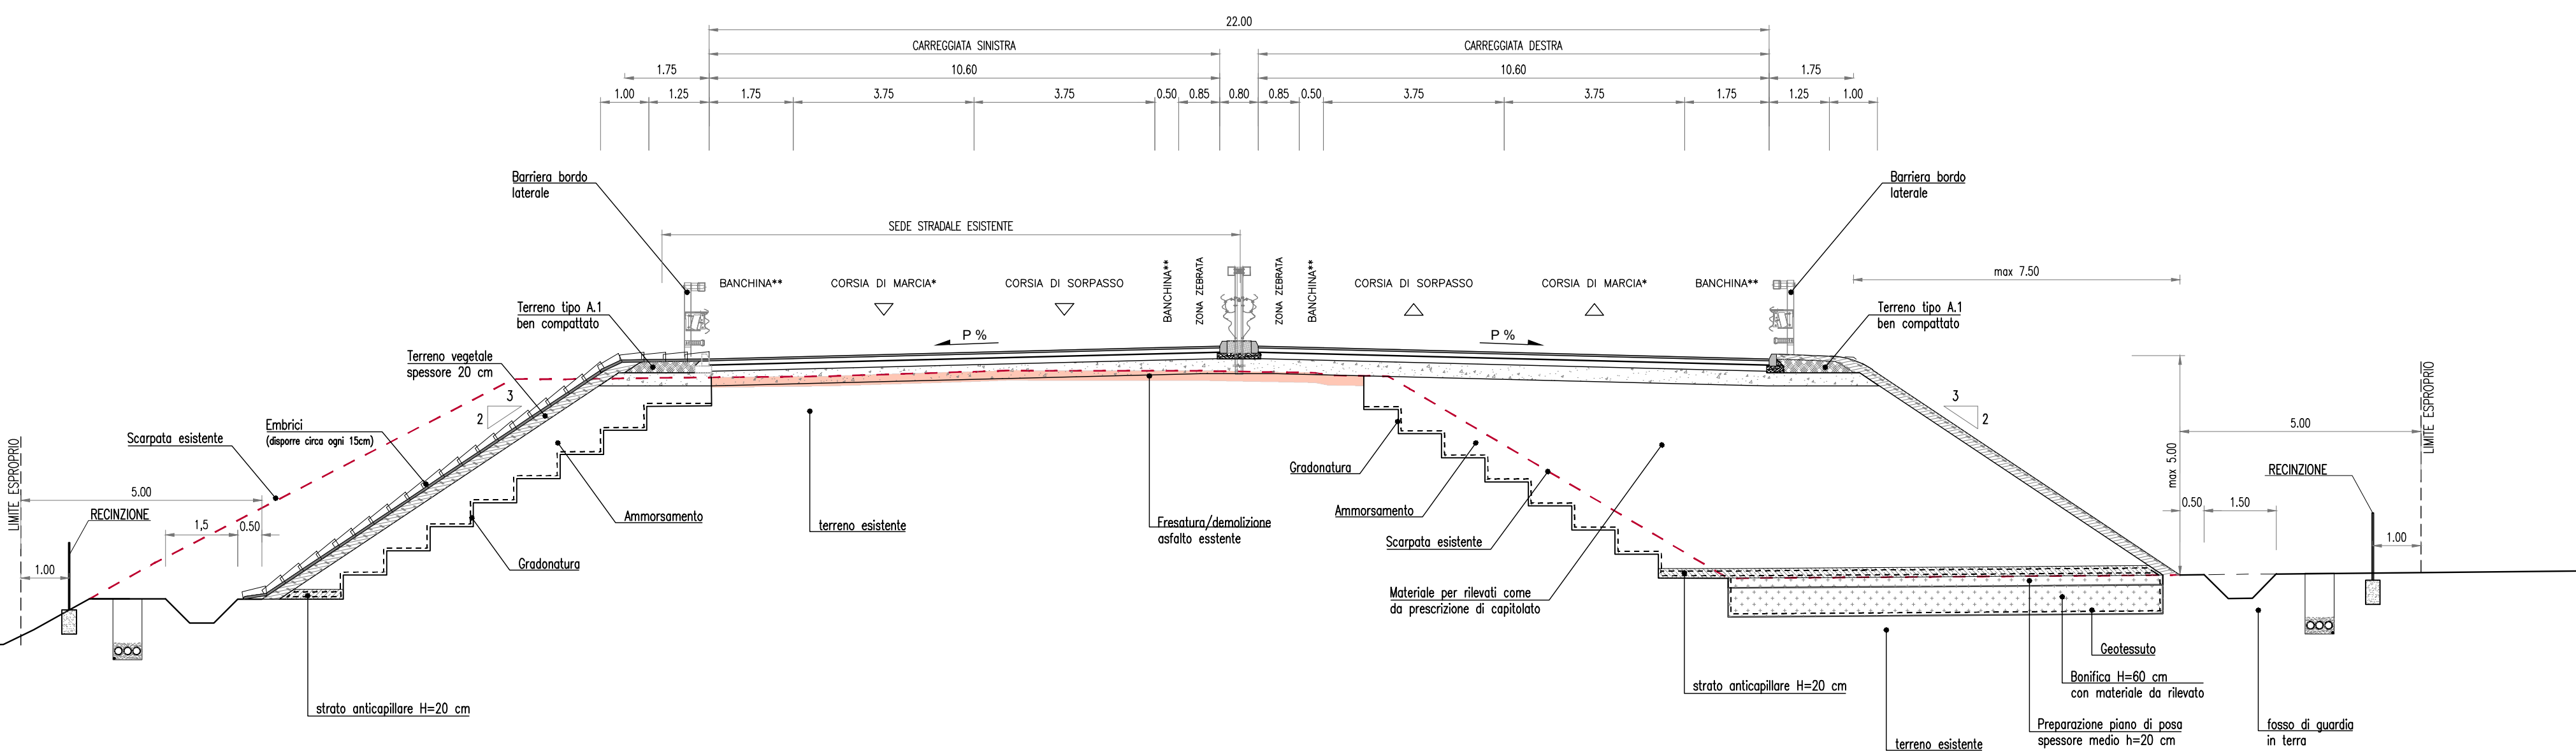 22.00
CARREGGIATA SINISTRA
CARREGGIATA DESTRA
1.75
10.60
10.60
1.75
1.00
1.25
1.75
3.75
3.75
0.50
0.85
0.80
0.85
0.50
3.75
3.75
1.75
1.25
1.00
Barriera bordo
laterale
Barriera bordo
laterale
SEDE STRADALE ESISTENTE
BANCHINA**
CORSIA DI MARCIA*
CORSIA DI SORPASSO
BANCHINA**
ZONA ZEBRATA
ZONA ZEBRATA
BANCHINA**
CORSIA DI SORPASSO
CORSIA DI MARCIA*
BANCHINA**
max 7.50
Terreno tipo A.1
ben compattato
Terreno tipo A.1
ben compattato
P %
P %
Terreno vegetale
spessore 20 cm
3
2
3
2
Embrici
(disporre circa ogni 15cm)
Scarpata esistente
LIMITE ESPROPRIO
5.00
RECINZIONE
1,5
0.50
1.00
Ammorsamento
Gradonatura
terreno esistente
Fresatura/demolizione
asfalto esstente
Gradonatura
Ammorsamento
Scarpata esistente
Materiale per rilevati come
da prescrizione di capitolato
max 5.00
5.00
LIMITE ESPROPRIO
RECINZIONE
0.50
1.50
1.00
Geotessuto
Bonifica H=60 cm
con materiale da rilevato
strato anticapillare H=20 cm
strato anticapillare H=20 cm
Preparazione piano di posa
spessore medio h=20 cm
fosso di guardia
in terra
terreno esistente